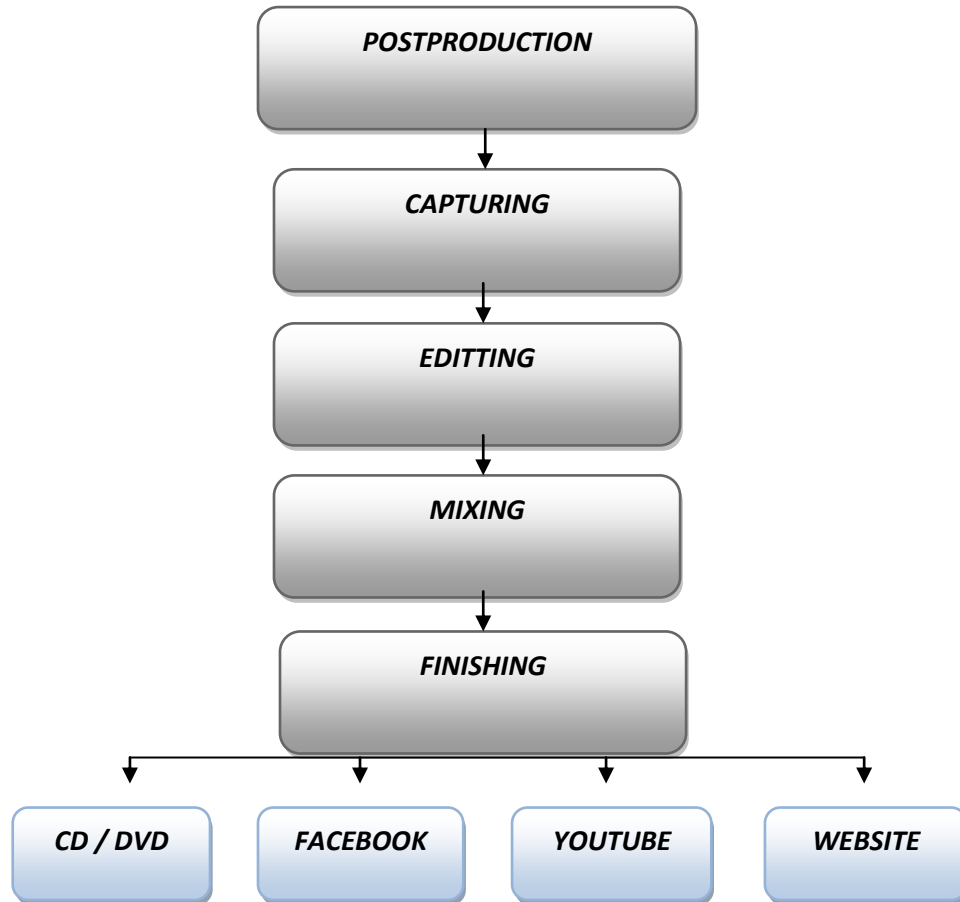 POSTPRODUCTION
CAPTURING
EDITTING
MIXING
FINISHING
CD / DVD
FACEBOOK
YOUTUBE
WEBSITE